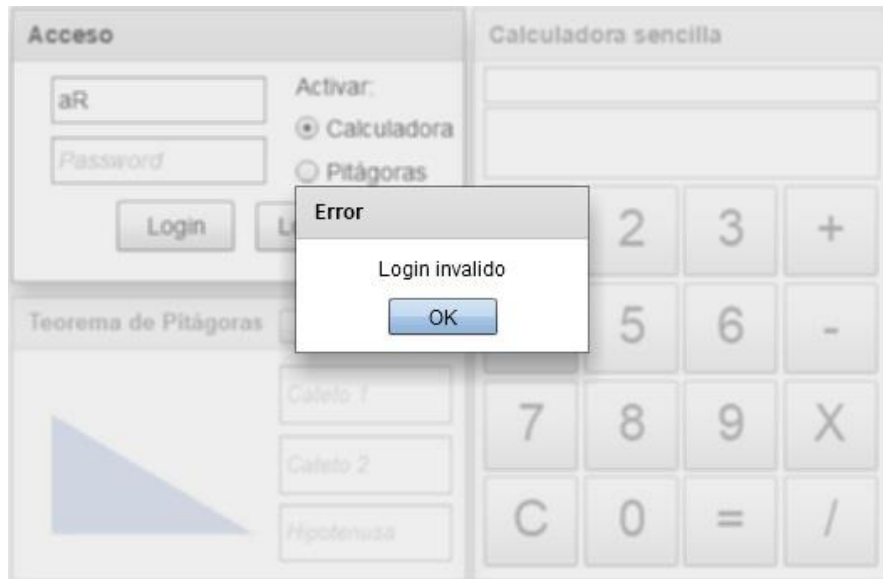 Acceso
aR
Password
Activar:
Calculadora
Pitágoras
Login
Error
Login invalido
OK
Teorema de Pitágoras
Cateto 1
Cateto 2
Hipotenusa
Calculadora sencilla
2 3 +
5 6 -
7 8 9 X
C 0 = /